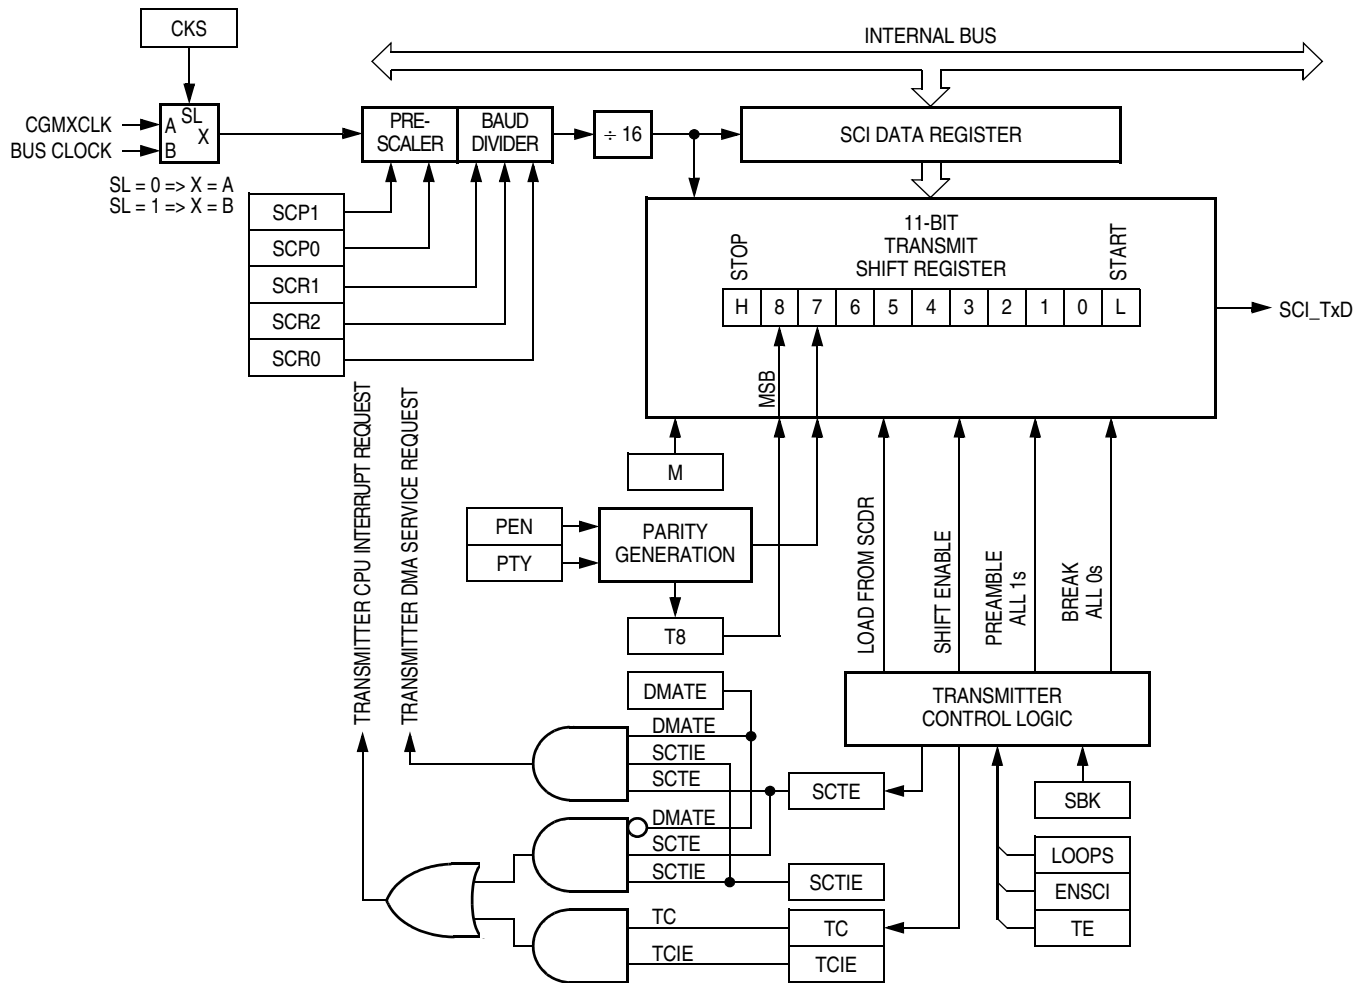 CKS
INTERNAL BUS
CGMXCLK
BUS CLOCK
SL
A
X
B
SL = 0 => X = A
SL = 1 => X = B
PRE-
SCALER
BAUD
DIVIDER
÷ 16
SCI DATA REGISTER
SCP1
SCP0
SCR1
SCR2
SCR0
11-BIT
TRANSMIT
SHIFT REGISTER
STOP
START
H 8 7 6 5 4 3 2 1 0 L
SCI_TxD
MSB
TRANSMITTER CPU INTERRUPT REQUEST
TRANSMITTER DMA SERVICE REQUEST
M
PEN
PTY
PARITY
GENERATION
T8
LOAD FROM SCDR
SHIFT ENABLE
PREAMBLE
ALL 1s
BREAK
ALL 0s
TRANSMITTER
CONTROL LOGIC
DMATE
DMATE
SCTIE
SCTE
SCTE
DMATE
SCTE
SCTIE
SCTIE
TC
TC
TCIE
TCIE
SBK
LOOPS
ENSCI
TE